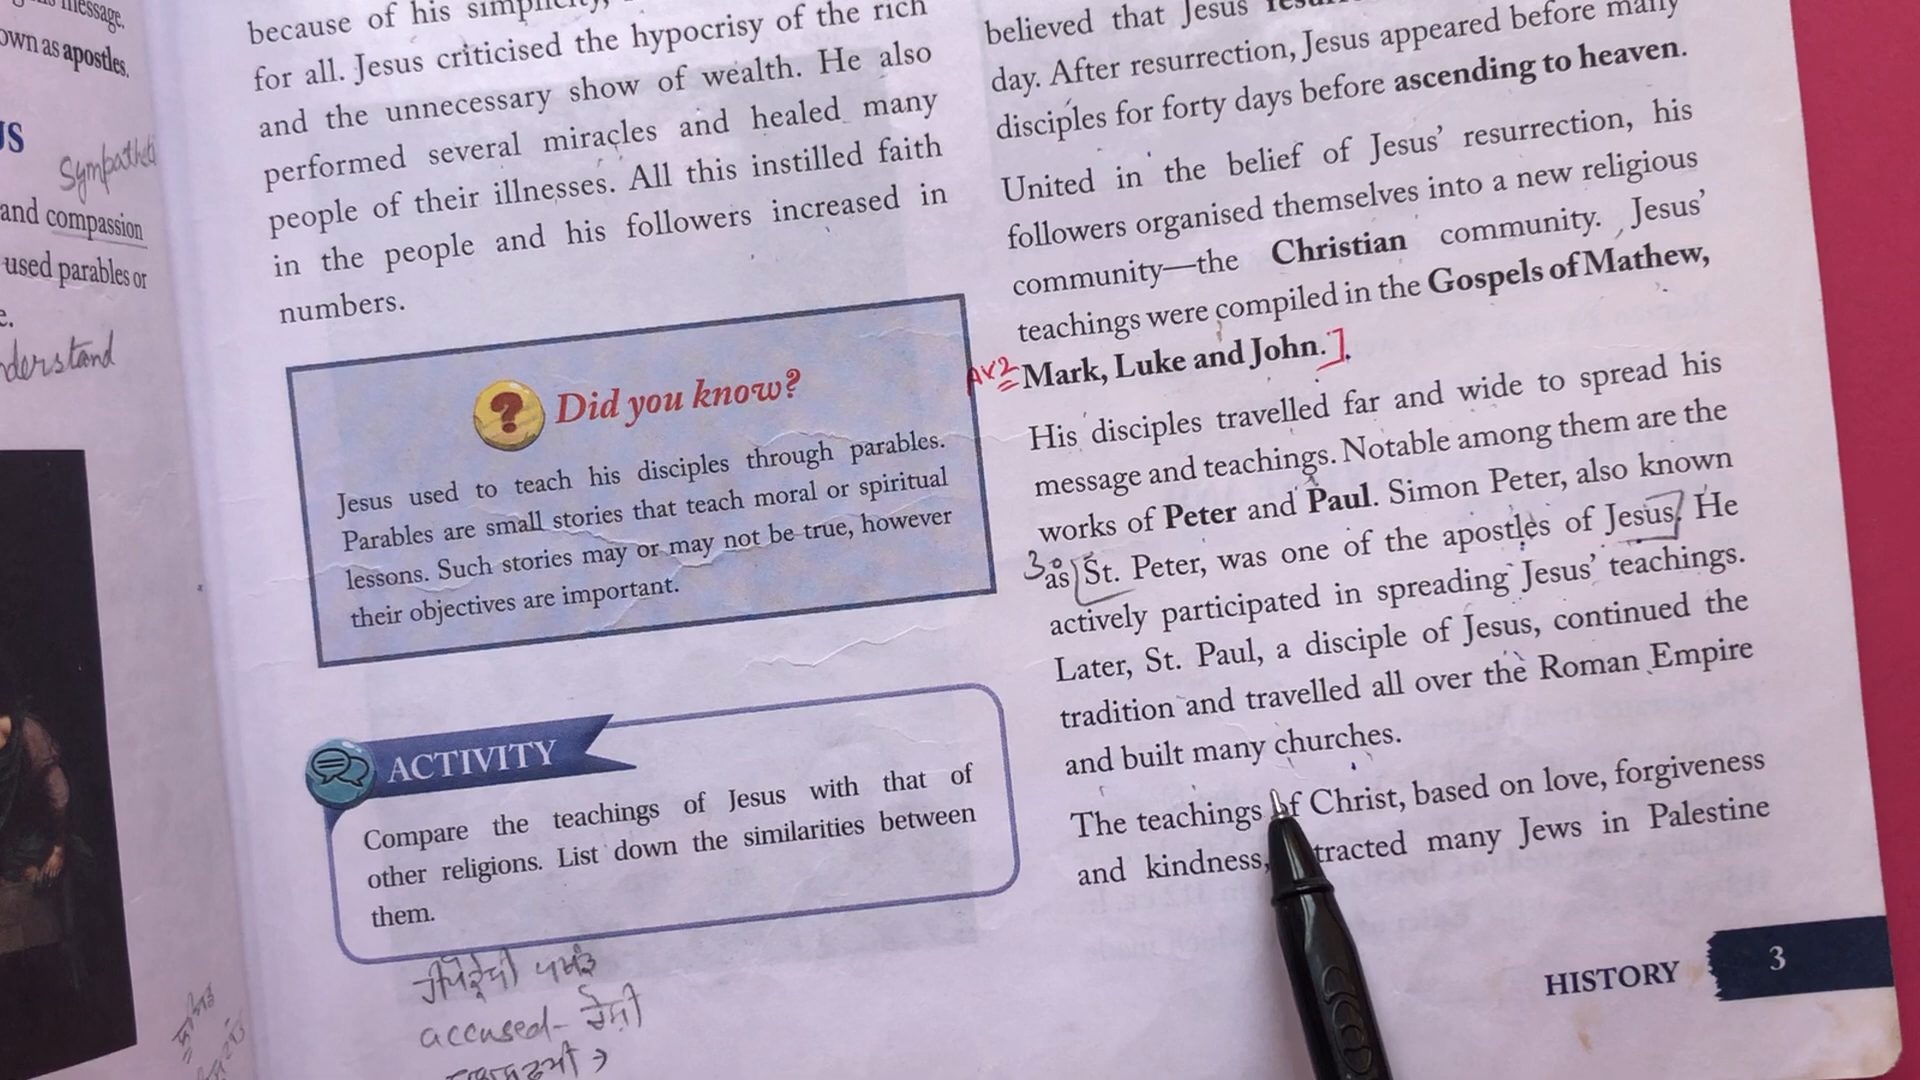 message.
own as apostles.
US
Sympatheti
and compassion
used parables or
e.
nderstand
because of his simplicity,
for all. Jesus criticised the hypocrisy of the rich
and the unnecessary show of wealth. He also
performed several miracles and healed many
people of their illnesses. All this instilled faith
in the people and his followers increased in
numbers.
Did you know?
Jesus used to teach his disciples through parables.
Parables are small stories that teach moral or spiritual
lessons. Such stories may or may not be true, however
their objectives are important.
ACTIVITY
Compare the teachings of Jesus with that of
other religions. List down the similarities between
them.
accused-
believed that Jesus
day. After resurrection, Jesus appeared before many
disciples for forty days before ascending to heaven.
United in the belief of Jesus' resurrection, his
followers organised themselves into a new religious
community—the Christian community. Jesus'
teachings were compiled in the Gospels of Mathew,
Mark, Luke and John.
His disciples travelled far and wide to spread his
message and teachings. Notable among them are the
works of Peter and Paul. Simon Peter, also known
as St. Peter, was one of the apostles of Jesus. He
actively participated in spreading Jesus' teachings.
Later, St. Paul, a disciple of Jesus, continued the
tradition and travelled all over the Roman Empire
and built many churches.
The teachings of Christ, based on love, forgiveness
and kindness, tracted many Jews in Palestine
HISTORY 3